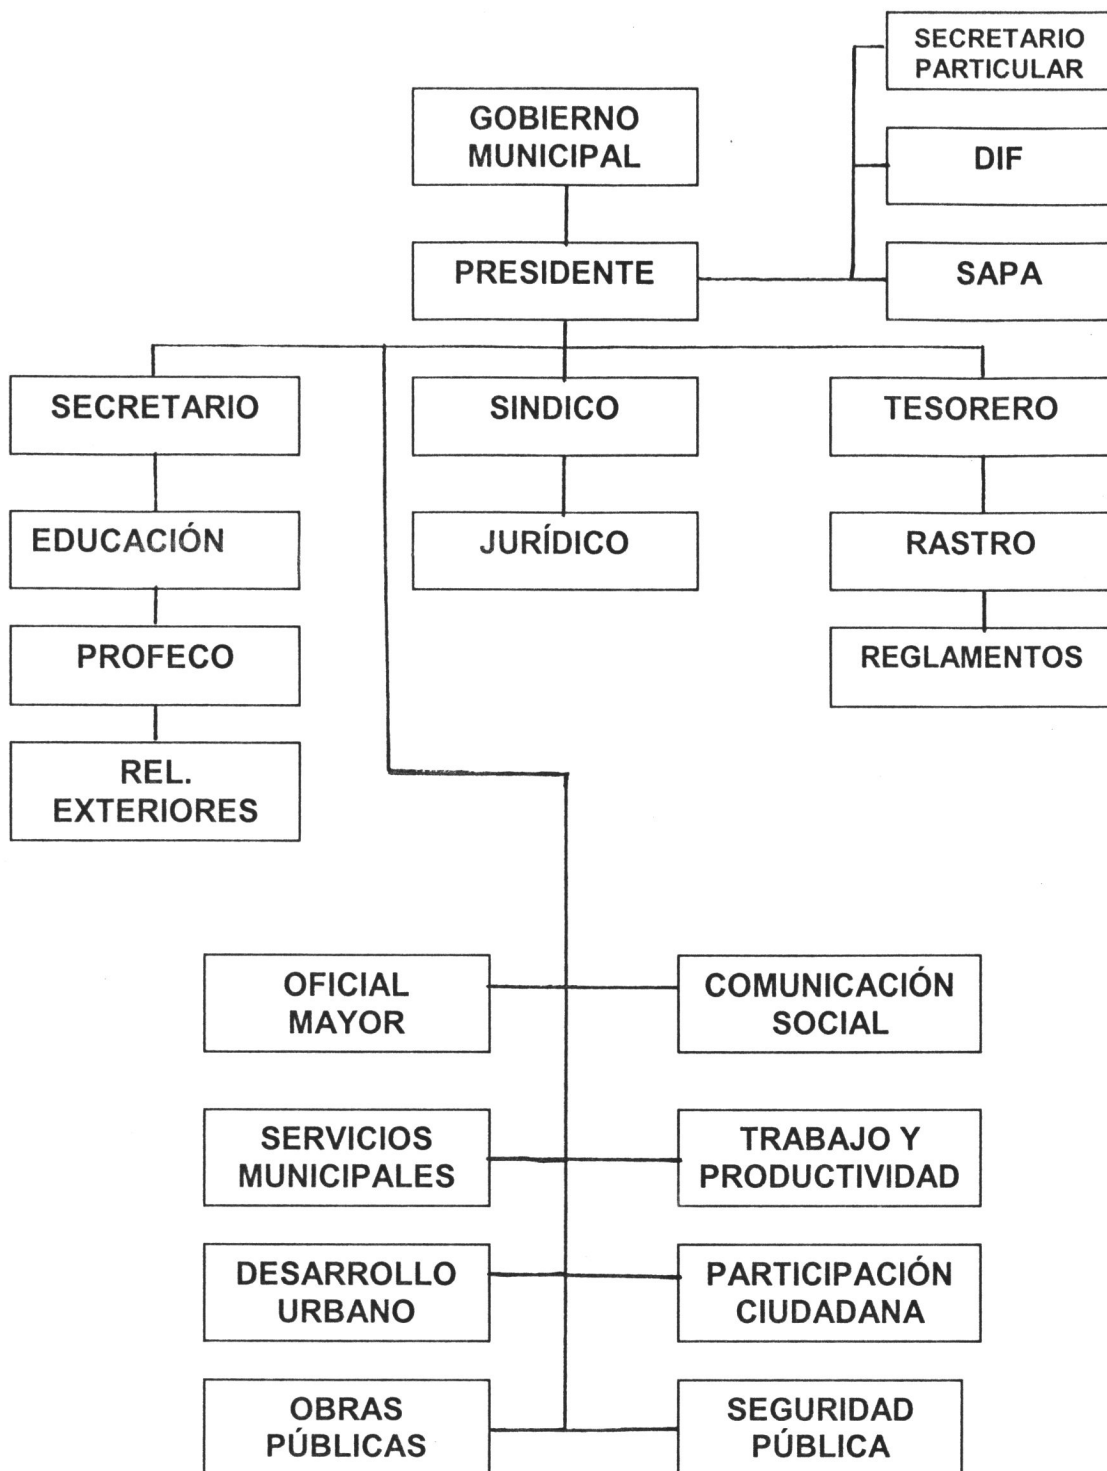 SECRETARIO
PARTICULAR
GOBIERNO
MUNICIPAL
DIF
PRESIDENTE
SAPA
SECRETARIO
SINDICO
TESORERO
EDUCACIÓN
JURÍDICO
RASTRO
PROFECO
REGLAMENTOS
REL.
EXTERIORES
OFICIAL
MAYOR
COMUNICACIÓN
SOCIAL
SERVICIOS
MUNICIPALES
TRABAJO Y
PRODUCTIVIDAD
DESARROLLO
URBANO
PARTICIPACIÓN
CIUDADANA
OBRAS
PÚBLICAS
SEGURIDAD
PÚBLICA